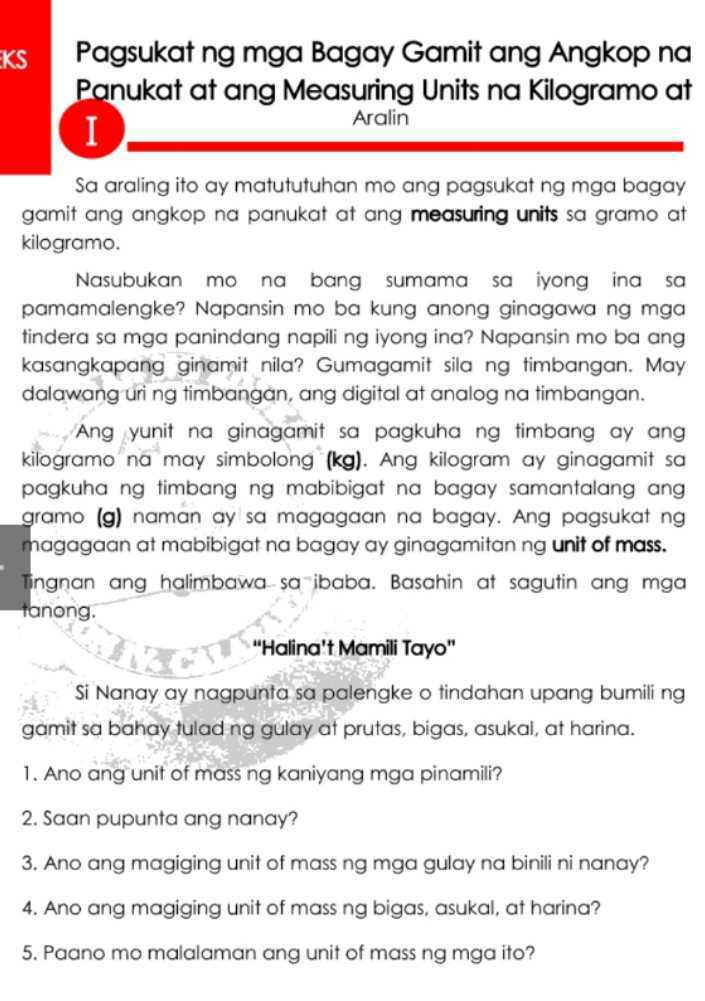 EKS
Pagsukat ng mga Bagay Gamit ang Angkop na
Panukat at ang Measuring Units na Kilogramo at
I
Aralin
Sa araling ito ay matututuhan mo ang pagsukat ng mga bagay
gamit ang angkop na panukat at ang measuring units sa gramo at
kilogramo.
Nasubukan mo na bang sumama sa iyong ina sa
pamamalengke? Napansin mo ba kung anong ginagawa ng mga
tindera sa mga panindang napili ng iyong ina? Napansin mo ba ang
kasangkapang ginamit nila? Gumagamit sila ng timbangan. May
dalawang uri ng timbangan, ang digital at analog na timbangan.
Ang yunit na ginagamit sa pagkuha ng timbang ay ang
kilogramo na may simbolong (kg). Ang kilogram ay ginagamit sa
pagkuha ng timbang ng mabibigat na bagay samantalang ang
gramo (g) naman ay sa magagaan na bagay. Ang pagsukat ng
magagaan at mabibigat na bagay ay ginagamitan ng unit of mass.
Tingnan ang halimbawa sa ibaba. Basahin at sagutin ang mga
tanong.
"Halina't Mamili Tayo"
Si Nanay ay nagpunta sa palengke o tindahan upang bumili ng
gamit sa bahay tulad ng gulay at prutas, bigas, asukal, at harina.
1. Ano ang unit of mass ng kaniyang mga pinamili?
2. Saan pupunta ang nanay?
3. Ano ang magiging unit of mass ng mga gulay na binili ni nanay?
4. Ano ang magiging unit of mass ng bigas, asukal, at harina?
5. Paano mo malalaman ang unit of mass ng mga ito?